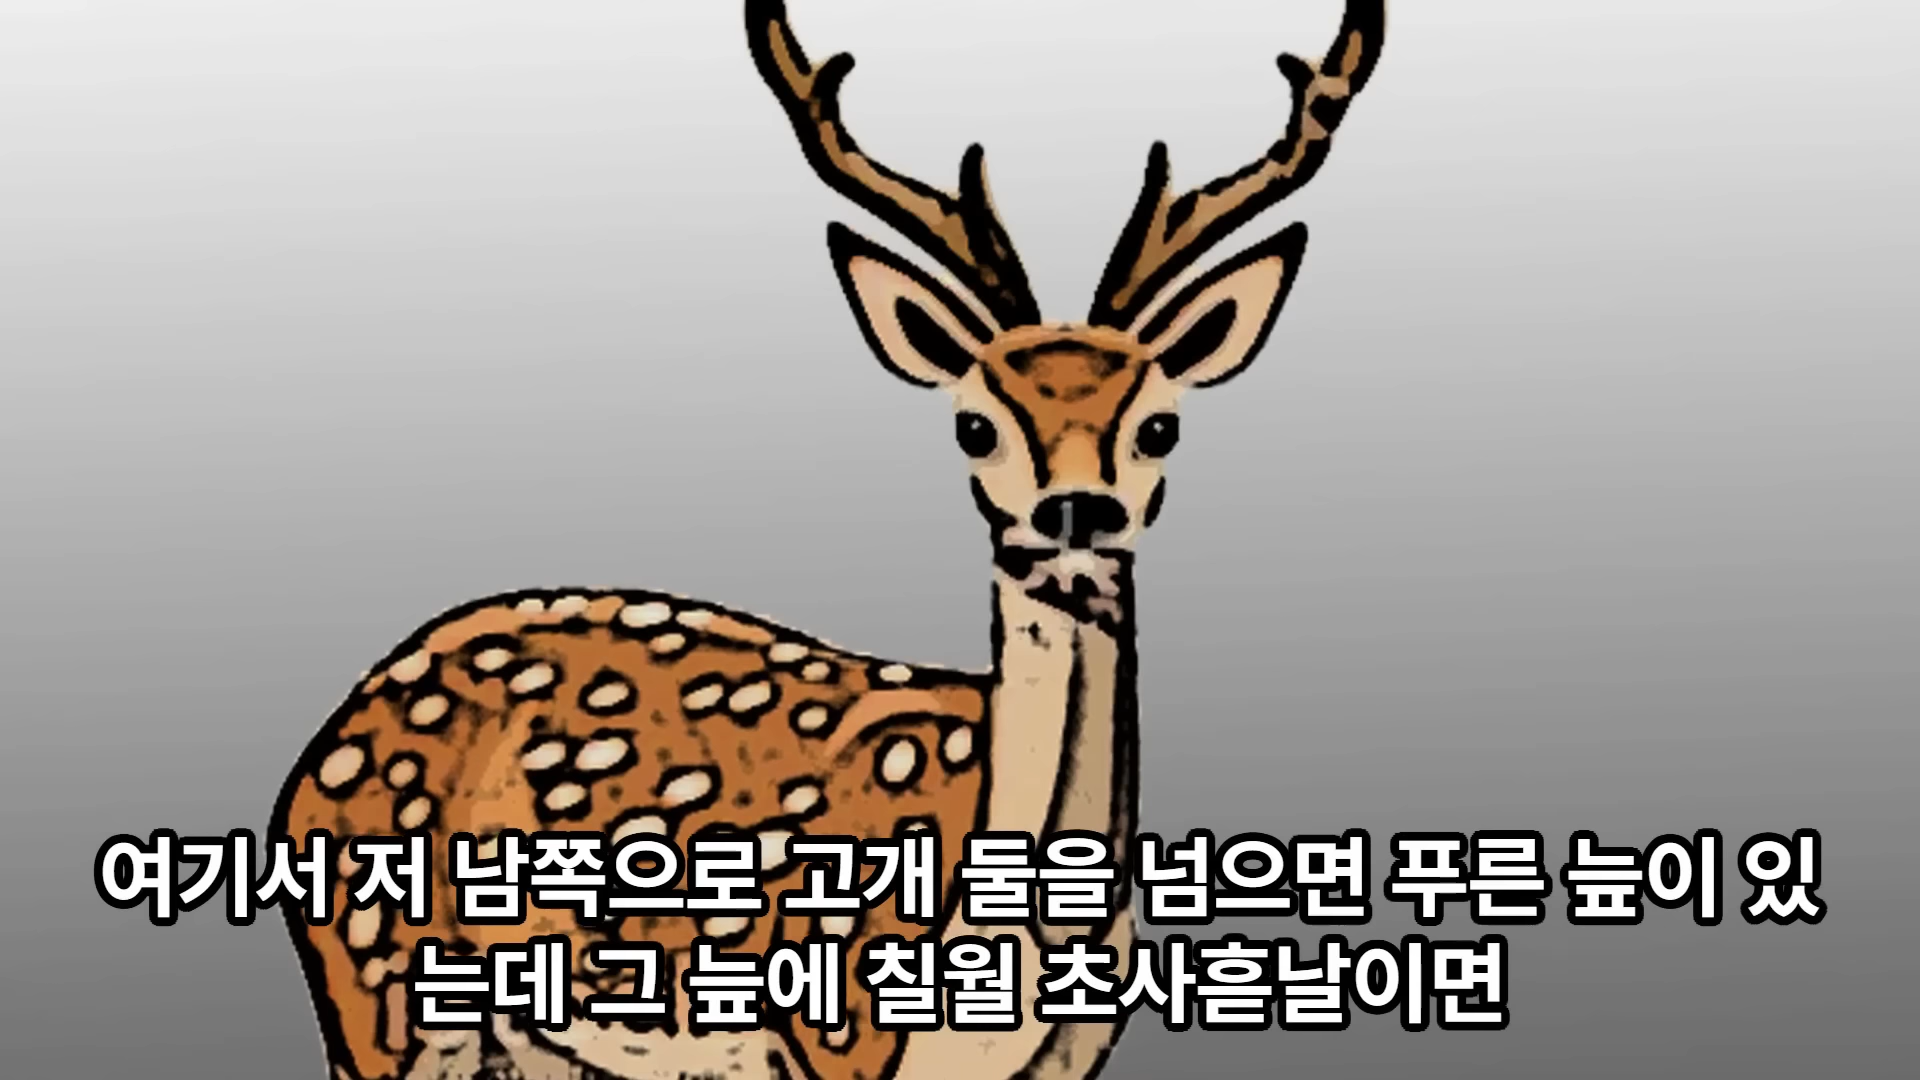 여기서 저 남쪽으로 고개 둘을 넘으면 푸른 늪이 있
는데 그 늪에 칠월 초사흗날이면